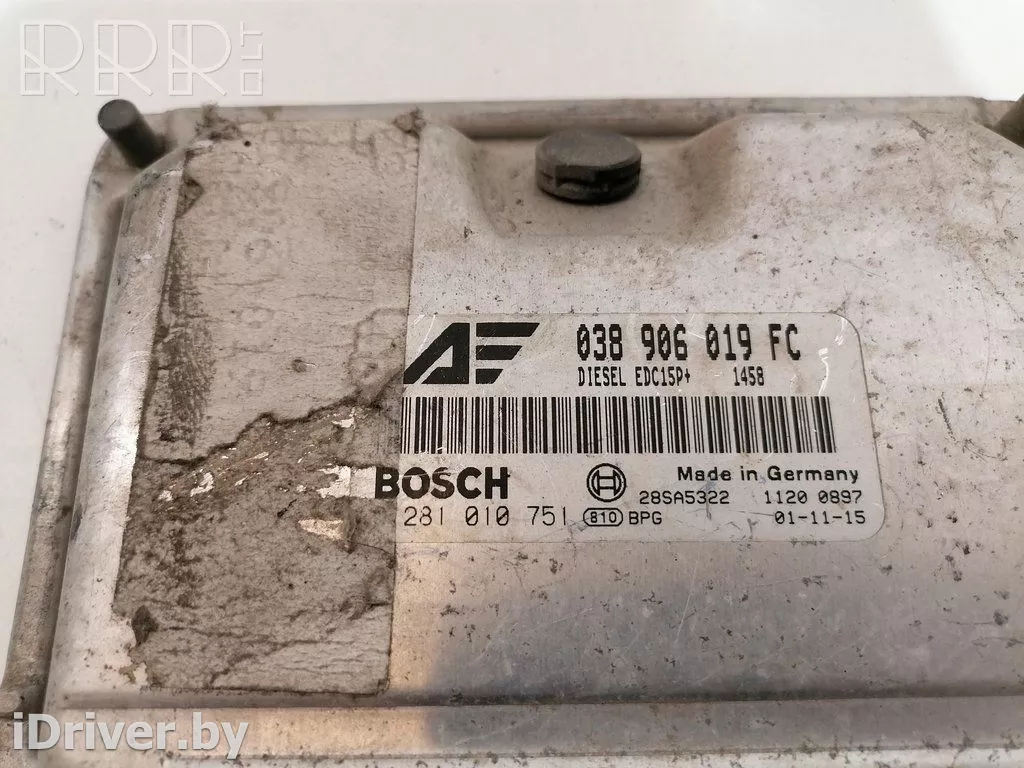 RRR.LT
AE
038 906 019 FC
DIESEL EDC15P+ 1458
BOSCH
Made in Germany
28SA5322 1120 0897
281 010 751 810 BPG 01-11-15
iDriver.by